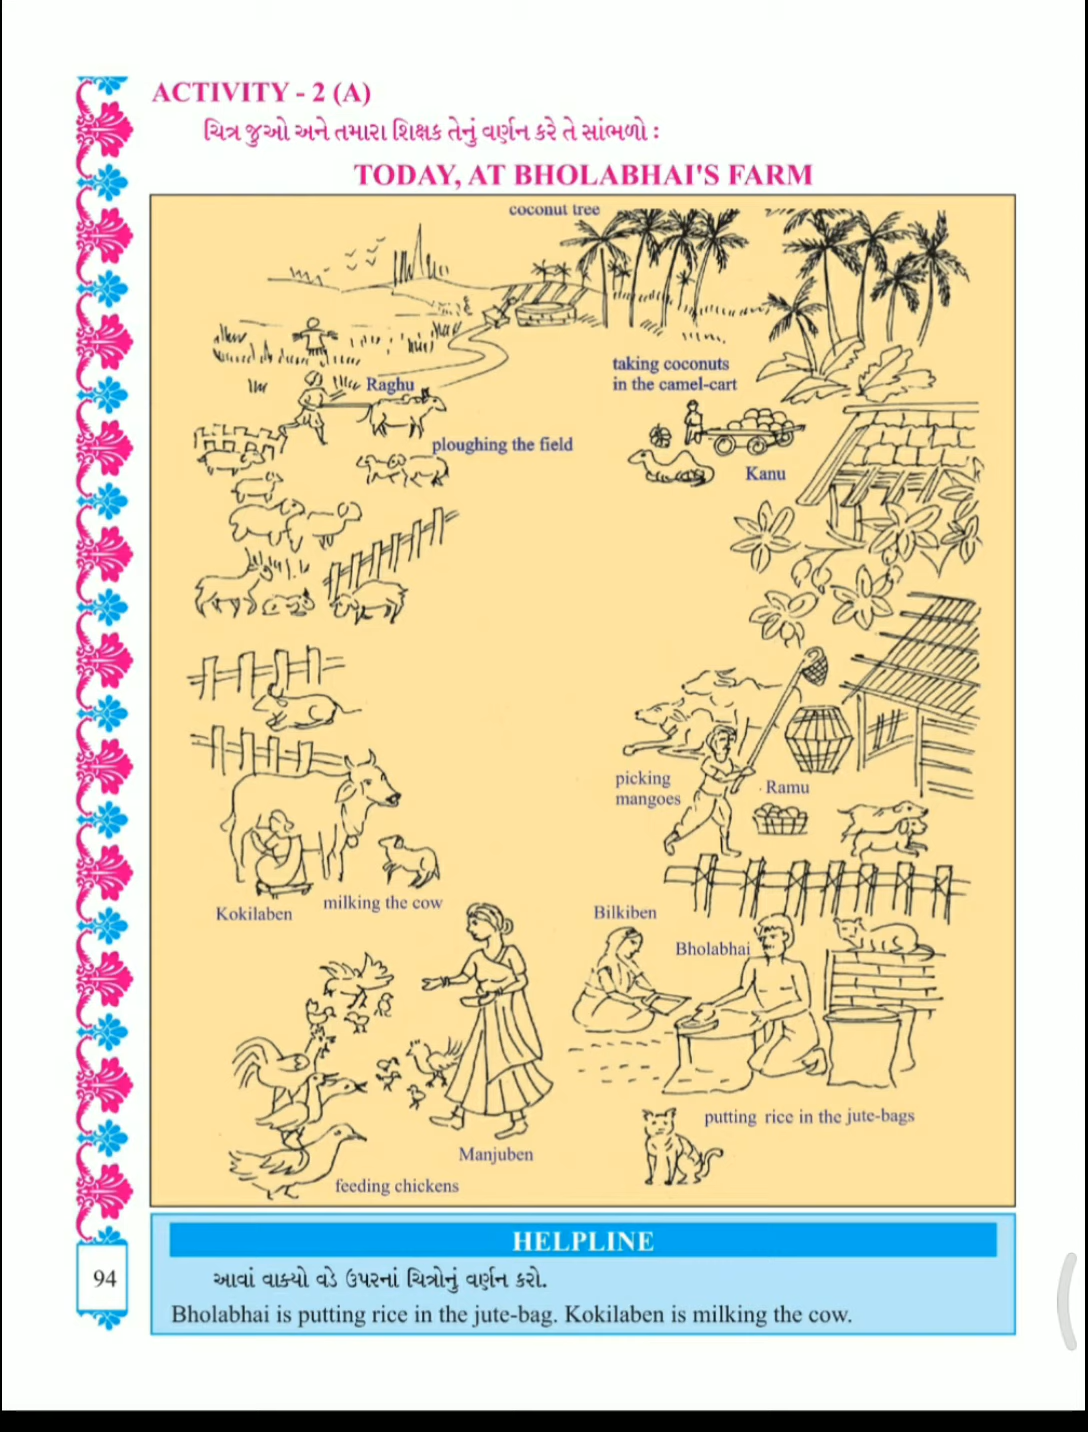 ACTIVITY - 2 (A)
ચિત્ર જુઓ અને તમારા શિક્ષક તેનું વર્ણન કરે તે સાંભળો :
TODAY, AT BHOLABHAI'S FARM
coconut tree
taking coconuts
in the camel-cart
Raghu
ploughing the field
Kanu
picking
mangoes
Ramu
Kokilaben
milking the cow
Bilkiben
Bholabhai
putting rice in the jute-bags
Manjuben
feeding chickens
HELPLINE
આવાં વાક્યો વડે ઉપરનાં ચિત્રોનું વર્ણન કરો.
Bholabhai is putting rice in the jute-bag. Kokilaben is milking the cow.
94